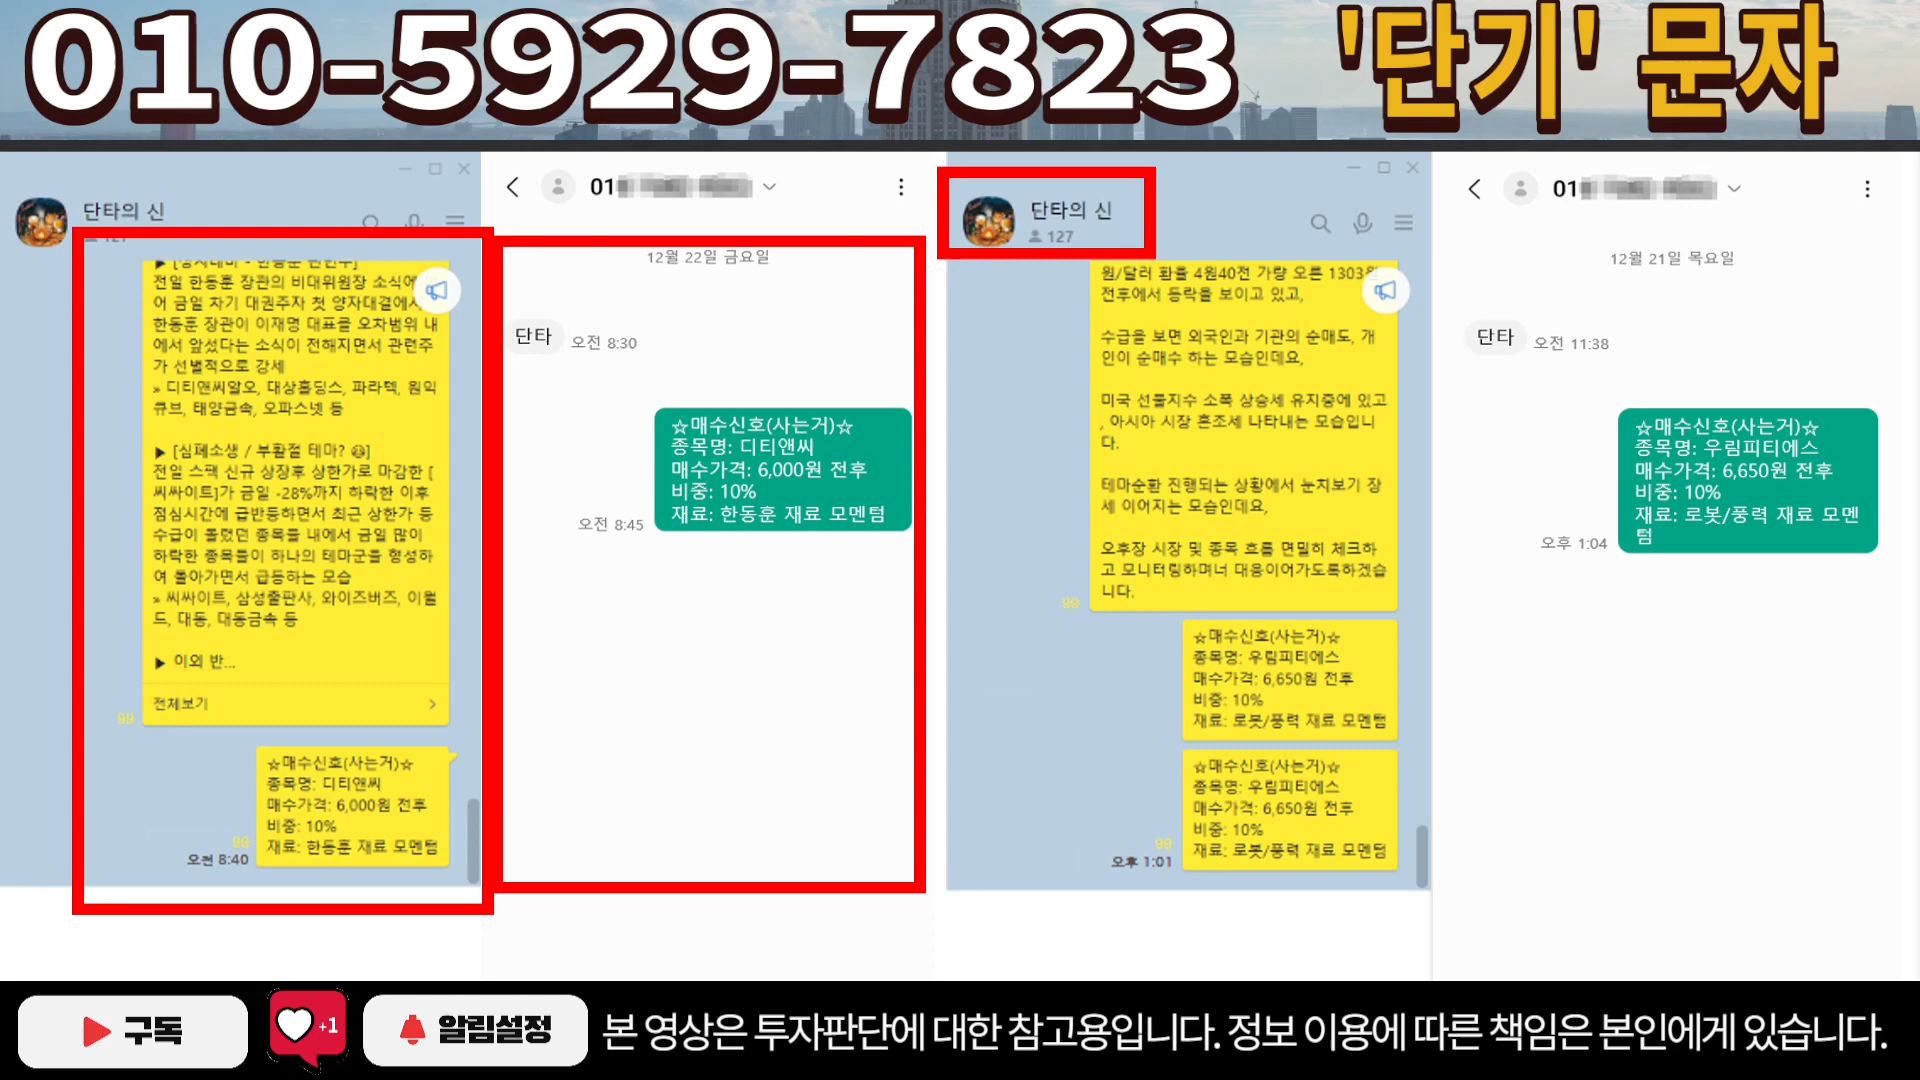 010-5929-7823 '단기' 문자
단타의 신
127
전일 한동훈 장관의 비대위원장 소식에
어 금일 차기 대권주자 첫 양자대결에서
한동훈 장관이 이재명 대표를 오차범위 내
에서 앞섰다는 소식이 전해지면서 관련주
가 선별적으로 강세
» 디티앤씨알오, 대상홀딩스, 파라텍, 원익
큐브, 태양금속, 오파스넷 등
▶ [심폐소생 / 부활절 테마? 😆]
전일 스팩 신규 상장후 상한가로 마감한 [
씨싸이트]가 금일 -28%까지 하락한 이후
점심시간에 급반등하면서 최근 상한가 등
수급이 몰렸던 종목들 내에서 금일 많이
하락한 종목들이 하나의 테마군을 형성하
여 돌아가면서 급등하는 모습
» 씨싸이트, 삼성출판사, 와이즈버즈, 이월
드, 대동, 대동금속 등
▶ 이외 반...
전체보기
99
☆매수신호(사는거)☆
종목명: 디티앤씨
매수가격: 6,000원 전후
비중: 10%
재료: 한동훈 재료 모멘텀
99
오전 8:40
01
12월 22일 금요일
단타
오전 8:30
☆매수신호(사는거)☆
종목명: 디티앤씨
매수가격: 6,000원 전후
비중: 10%
재료: 한동훈 재료 모멘텀
오전 8:45
단타의 신
127
원/달러 환율 4원40전 가량 오른 1303원
전후에서 등락을 보이고 있고,
수급을 보면 외국인과 기관의 순매도, 개
인이 순매수 하는 모습인데요,
미국 선물지수 소폭 상승세 유지중에 있고
, 아시아 시장 혼조세 나타내는 모습입니
다.
테마순환 진행되는 상황에서 눈치보기 장
세 이어지는 모습인데요,
오후장 시장 및 종목 흐름 면밀히 체크하
고 모니터링하며너 대응이어가도록하겠습
니다.
99
☆매수신호(사는거)☆
종목명: 우림피티에스
매수가격: 6,650원 전후
비중: 10%
재료: 로봇/풍력 재료 모멘텀
☆매수신호(사는거)☆
종목명: 우림피티에스
매수가격: 6,650원 전후
비중: 10%
재료: 로봇/풍력 재료 모멘텀
99
오후 1:01
01
12월 21일 목요일
단타
오전 11:38
☆매수신호(사는거)☆
종목명: 우림피티에스
매수가격: 6,650원 전후
비중: 10%
재료: 로봇/풍력 재료 모멘
텀
오후 1:04
구독
+1
알림설정
본 영상은 투자판단에 대한 참고용입니다. 정보 이용에 따른 책임은 본인에게 있습니다.